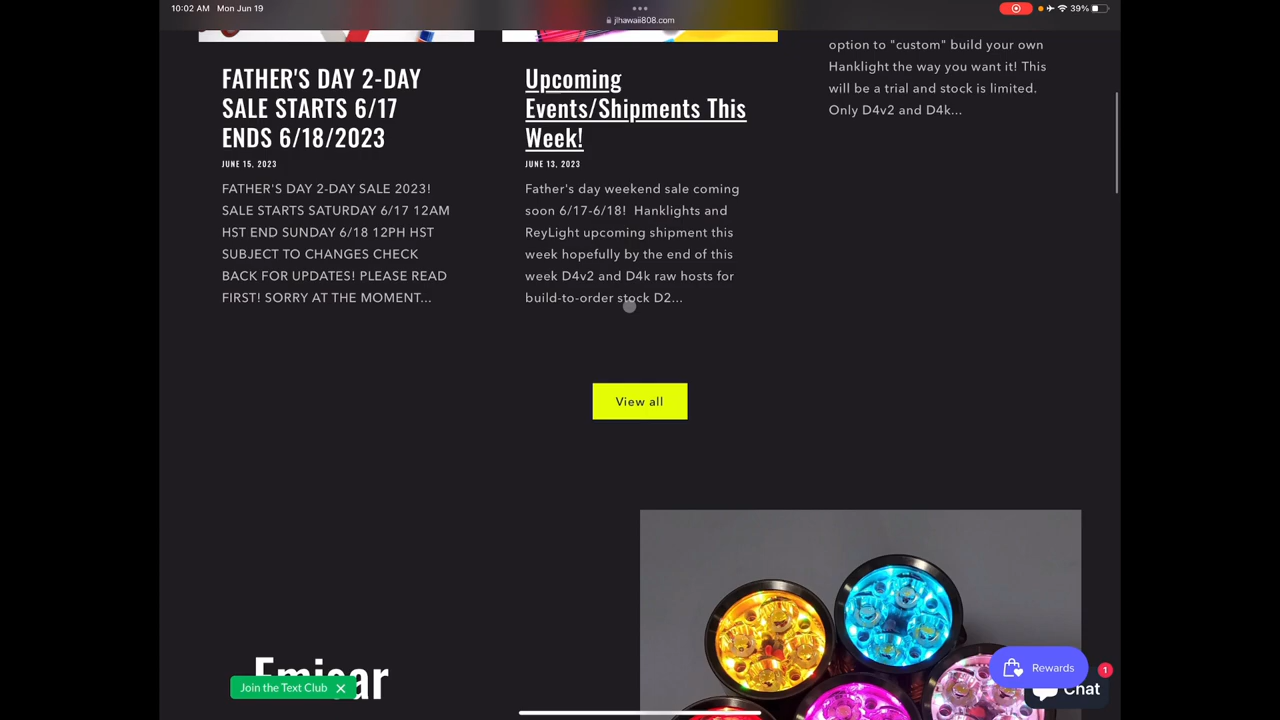 10:02 AM Mon Jun 19
39%
jlhawaii808.com
option to "custom" build your own
Hanklight the way you want it! This
will be a trial and stock is limited.
Only D4v2 and D4k...
FATHER'S DAY 2-DAY
SALE STARTS 6/17
ENDS 6/18/2023
JUNE 15, 2023
FATHER'S DAY 2-DAY SALE 2023!
SALE STARTS SATURDAY 6/17 12AM
HST END SUNDAY 6/18 12PH HST
SUBJECT TO CHANGES CHECK
BACK FOR UPDATES! PLEASE READ
FIRST! SORRY AT THE MOMENT...
Upcoming
Events/Shipments This
Week!
JUNE 13, 2023
Father's day weekend sale coming
soon 6/17-6/18! Hanklights and
ReyLight upcoming shipment this
week hopefully by the end of this
week D4v2 and D4k raw hosts for
build-to-order stock D2...
View all
Emisar
Join the Text Club
Rewards
1
Chat